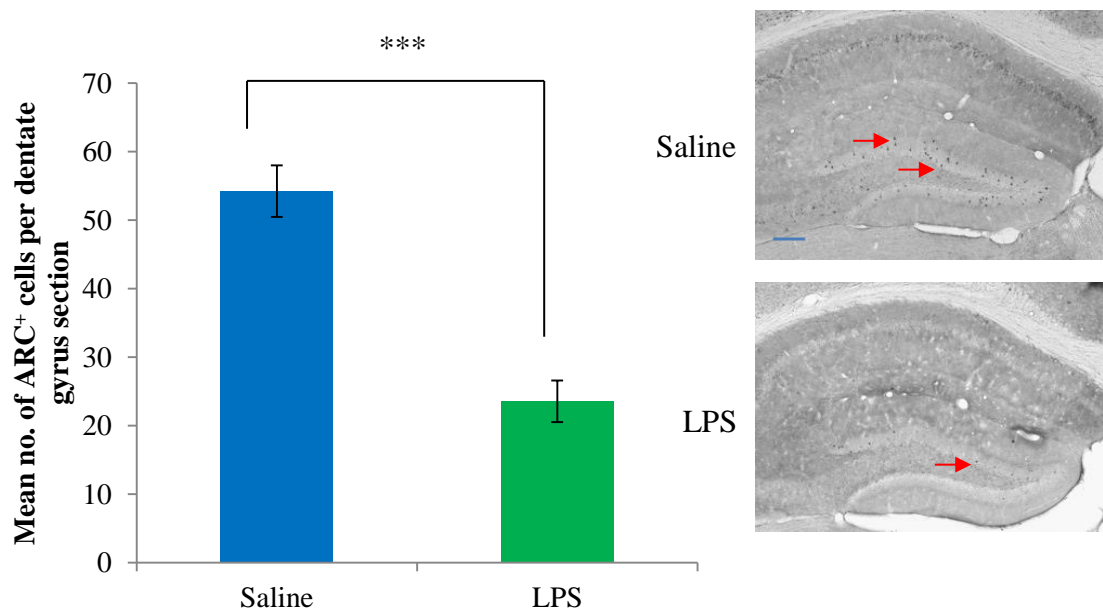 ***
70
60
50
40
30
20
10
0
Mean no. of ARC⁺ cells per dentate
gyrus section
Saline
LPS
Saline
LPS